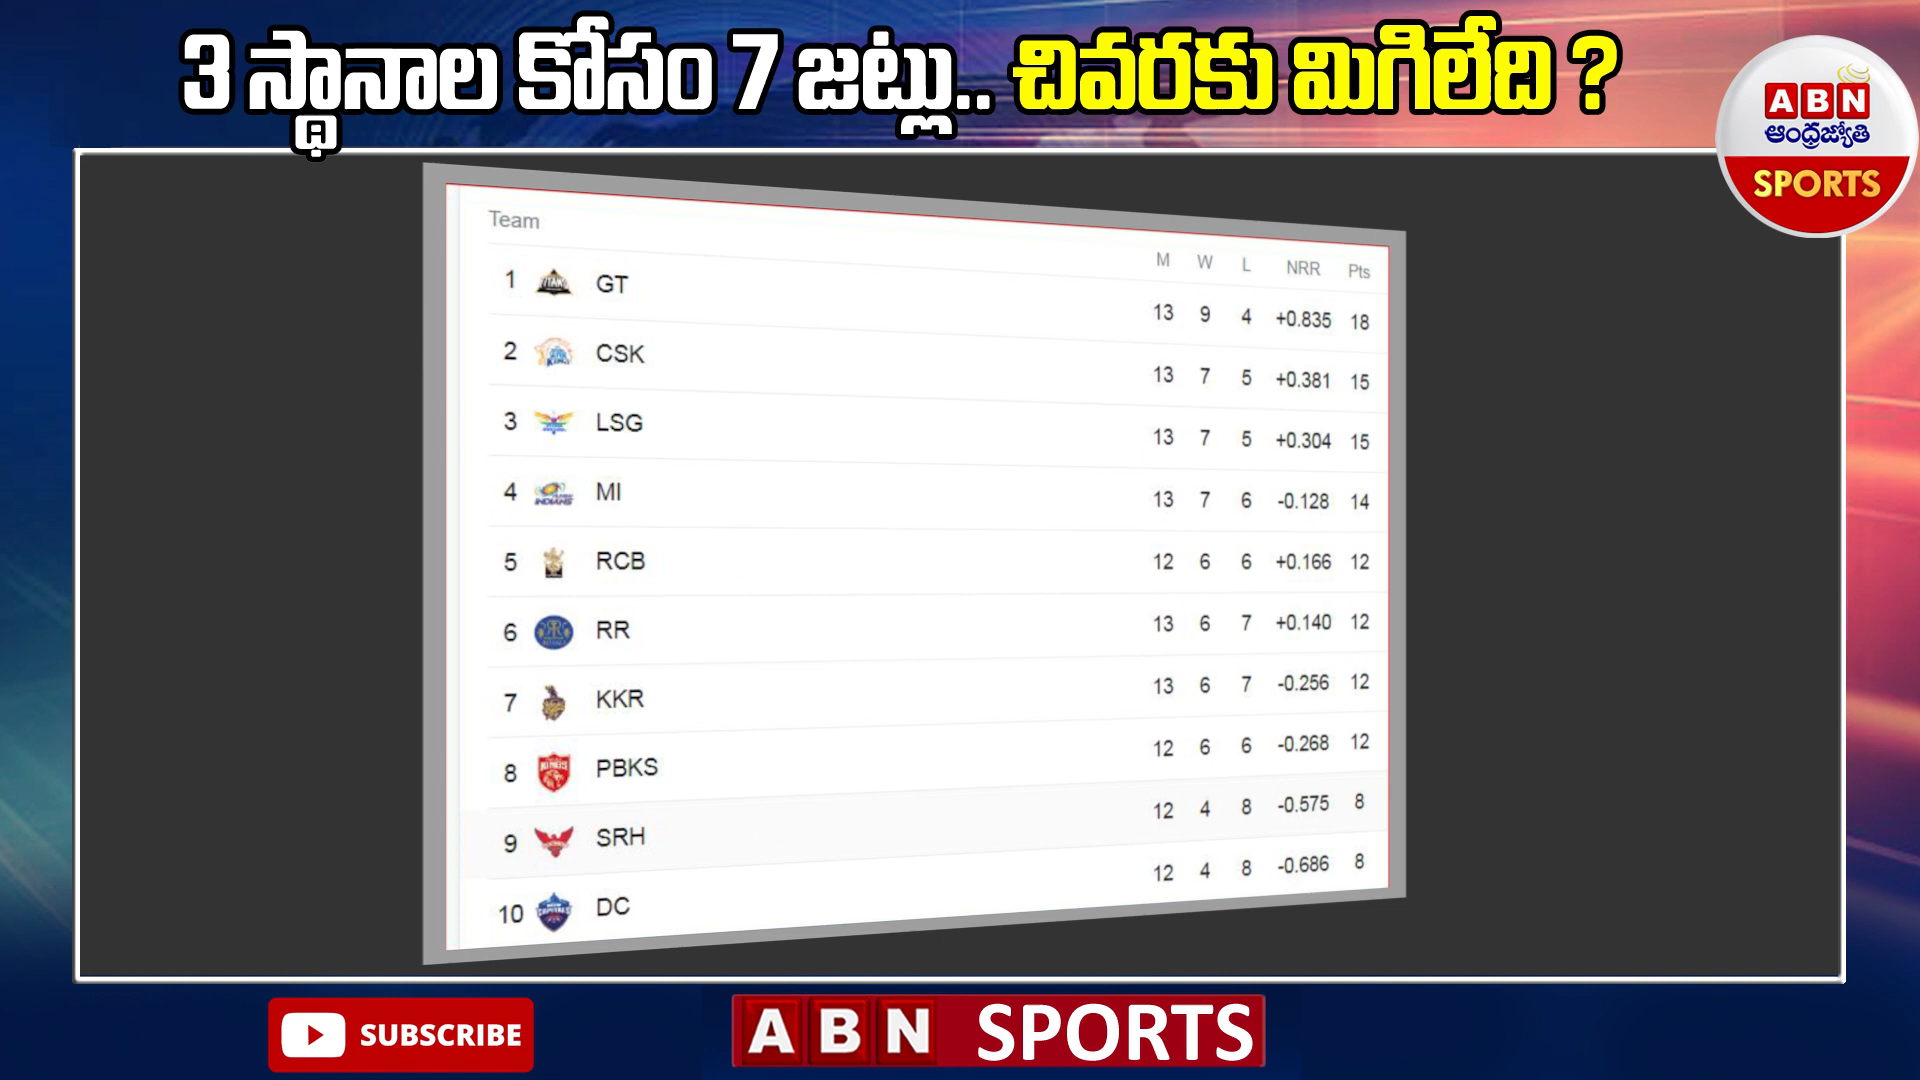 3 స్థానాల కోసం 7 జట్లు.. చివరకు మిగిలేది ?
ABN
ఆంధ్రజ్యోతి
SPORTS
Team M W L NRR Pts
1 GT 13 9 4 +0.835 18
2 CSK 13 7 5 +0.381 15
3 LSG 13 7 5 +0.304 15
4 MI 13 7 6 -0.128 14
5 RCB 12 6 6 +0.166 12
6 RR 13 6 7 +0.140 12
7 KKR 13 6 7 -0.256 12
8 PBKS 12 6 6 -0.268 12
9 SRH 12 4 8 -0.575 8
10 DC 12 4 8 -0.686 8
SUBSCRIBE
ABN SPORTS